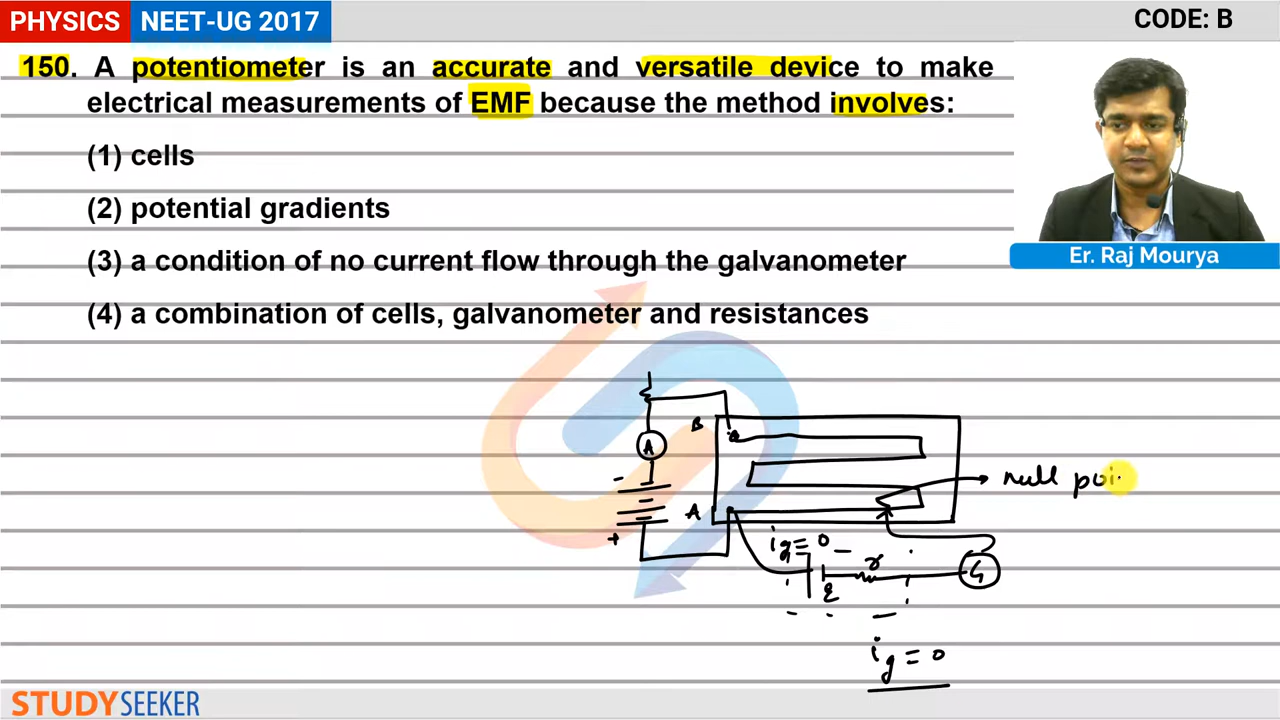 PHYSICS NEET-UG 2017 CODE: B
150. A potentiometer is an accurate and versatile device to make
electrical measurements of EMF because the method involves:
(1) cells
(2) potential gradients
(3) a condition of no current flow through the galvanometer
(4) a combination of cells, galvanometer and resistances
Er. Raj Mourya
B
A
-
+
A
null poi
ig = 0
r
ε
G
ig = 0
STUDY SEEKER